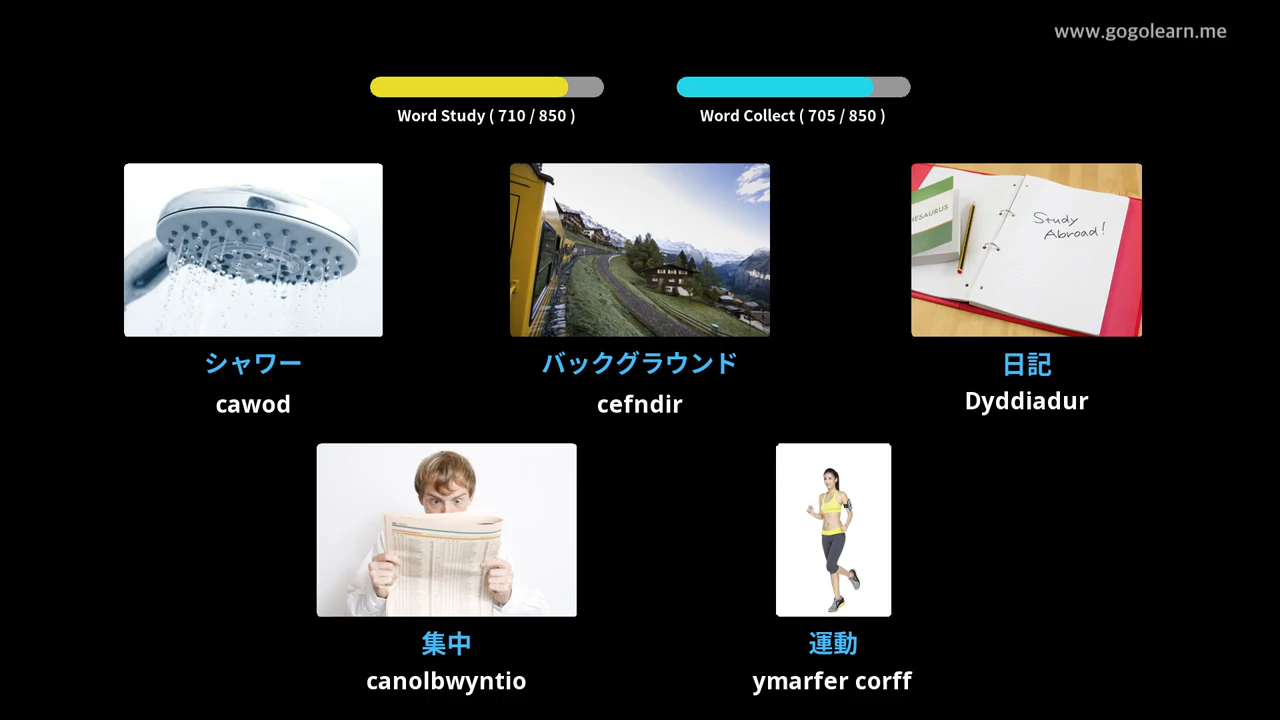 www.gogolearn.me
Word Study ( 710 / 850 )
Word Collect ( 705 / 850 )
THESAURUS
Study
Abroad!
シャワー
バックグラウンド
日記
cawod
cefndir
Dyddiadur
集中
運動
canolbwyntio
ymarfer corff